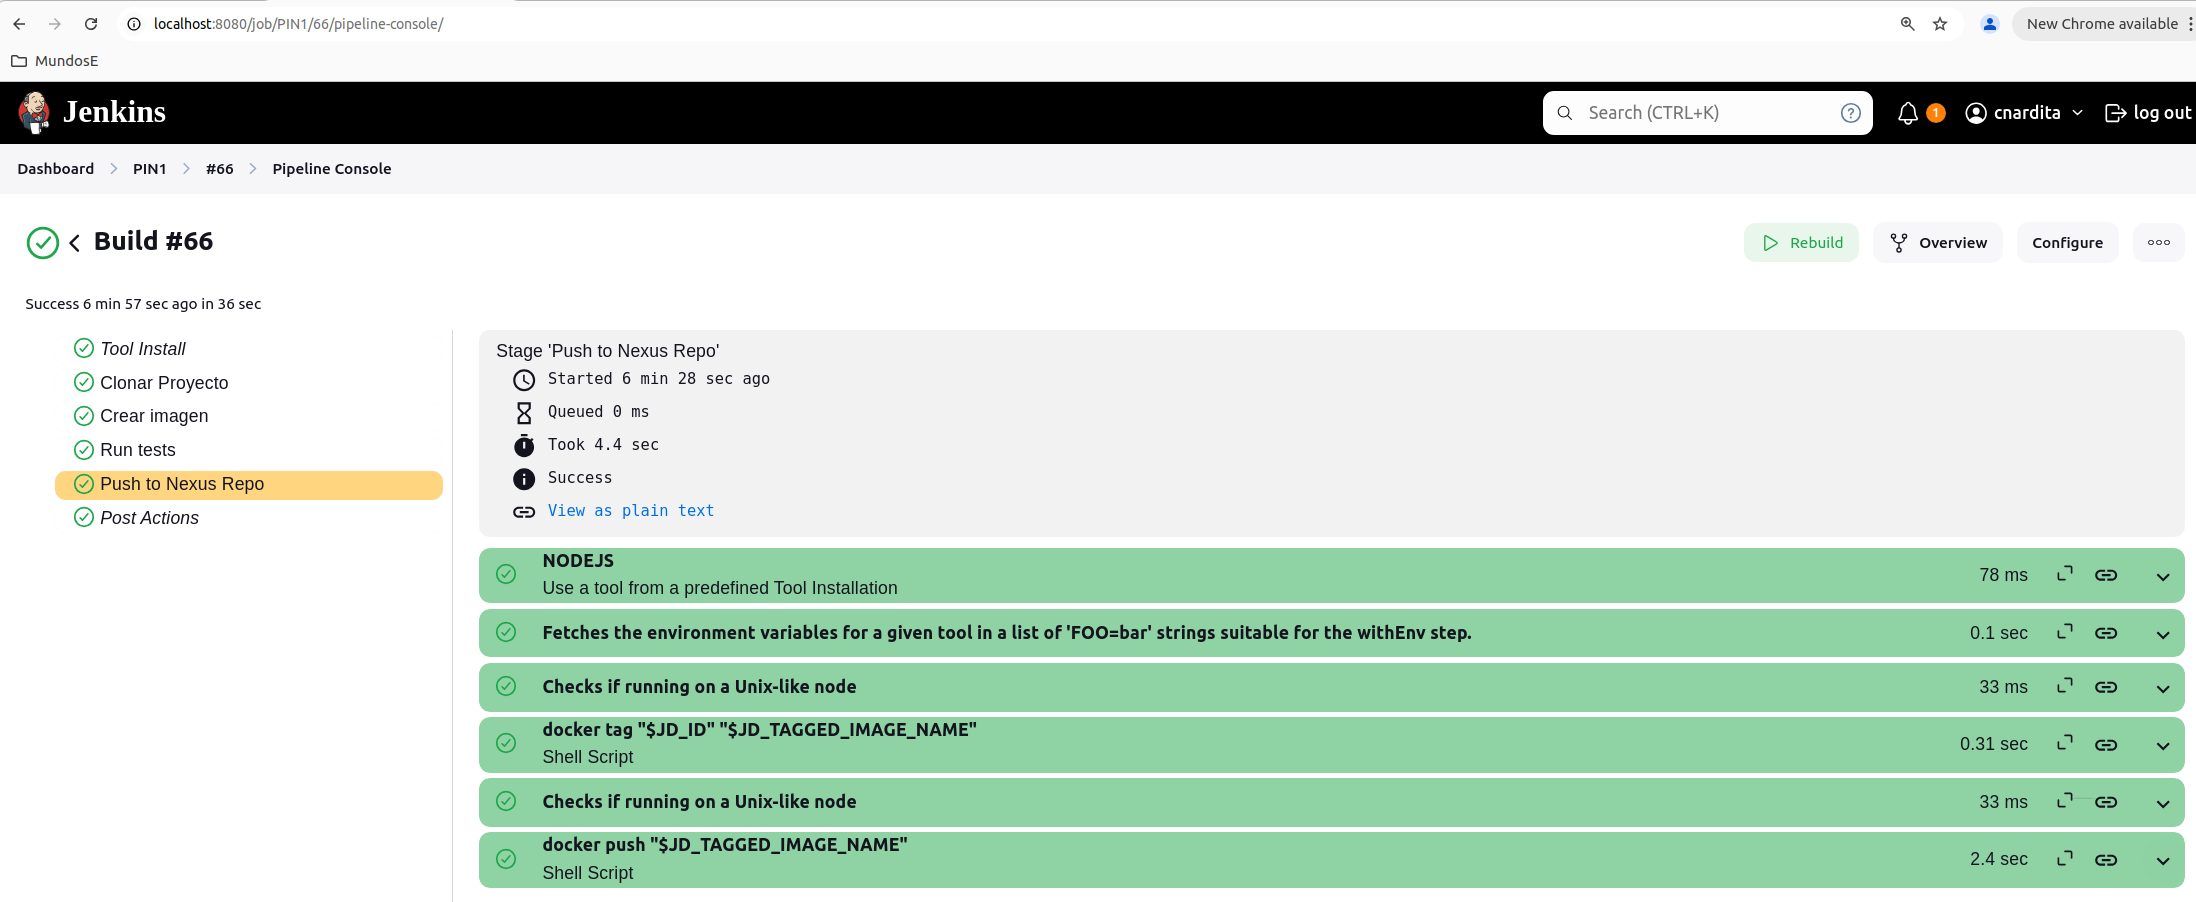 localhost:8080/job/PIN1/66/pipeline-console/
New Chrome available
MundosE
Jenkins
Search (CTRL+K)
?
1
cnardita
log out
Dashboard
PIN1
#66
Pipeline Console
Build #66
Rebuild
Overview
Configure
Success 6 min 57 sec ago in 36 sec
Tool Install
Clonar Proyecto
Crear imagen
Run tests
Push to Nexus Repo
Post Actions
Stage 'Push to Nexus Repo'
Started 6 min 28 sec ago
Queued 0 ms
Took 4.4 sec
Success
View as plain text
NODEJS
Use a tool from a predefined Tool Installation
78 ms
Fetches the environment variables for a given tool in a list of 'FOO=bar' strings suitable for the withEnv step.
0.1 sec
Checks if running on a Unix-like node
33 ms
docker tag "$JD_ID" "$JD_TAGGED_IMAGE_NAME"
Shell Script
0.31 sec
Checks if running on a Unix-like node
33 ms
docker push "$JD_TAGGED_IMAGE_NAME"
Shell Script
2.4 sec